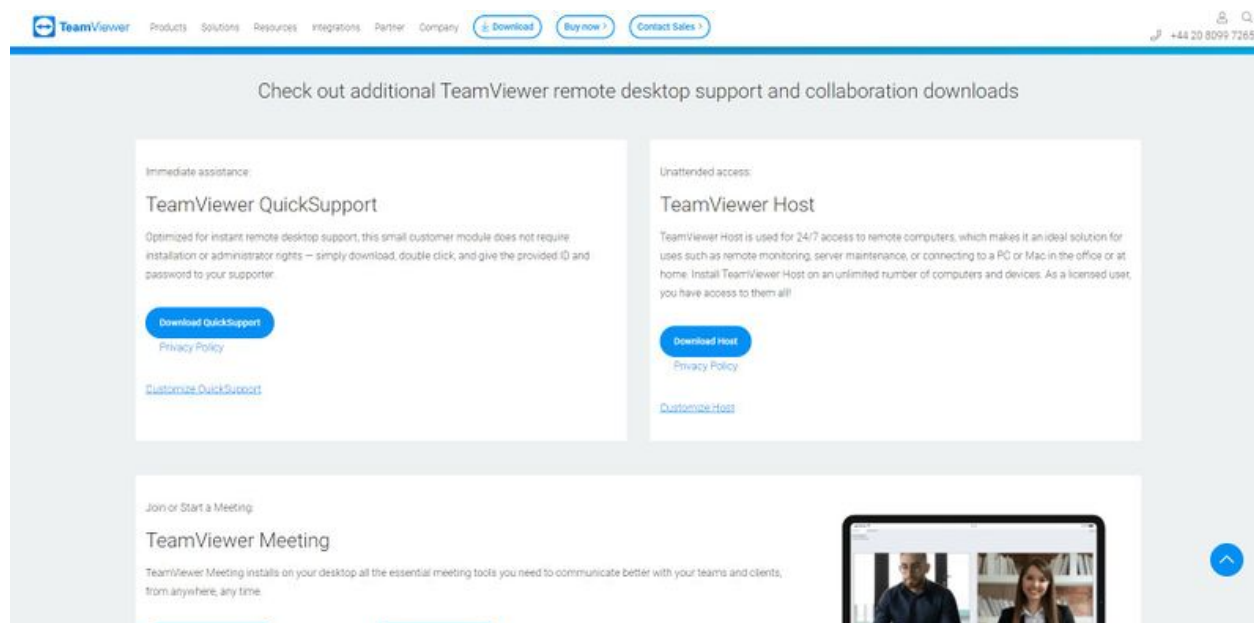 TeamViewer Products Solutions Resources Integrations Partner Company Download Buy now > Contact Sales >
+44 20 8099 7265
Check out additional TeamViewer remote desktop support and collaboration downloads
Immediate assistance:
TeamViewer QuickSupport
Optimized for instant remote desktop support, this small customer module does not require
installation or administrator rights — simply download, double click, and give the provided ID and
password to your supporter.
Download QuickSupport
Privacy Policy
Customize QuickSupport
Unattended access:
TeamViewer Host
TeamViewer Host is used for 24/7 access to remote computers, which makes it an ideal solution for
uses such as remote monitoring, server maintenance, or connecting to a PC or Mac in the office or at
home. Install TeamViewer Host on an unlimited number of computers and devices. As a licensed user,
you have access to them all!
Download Host
Privacy Policy
Customize Host
Join or Start a Meeting:
TeamViewer Meeting
TeamViewer Meeting installs on your desktop all the essential meeting tools you need to communicate better with your teams and clients,
from anywhere, any time.